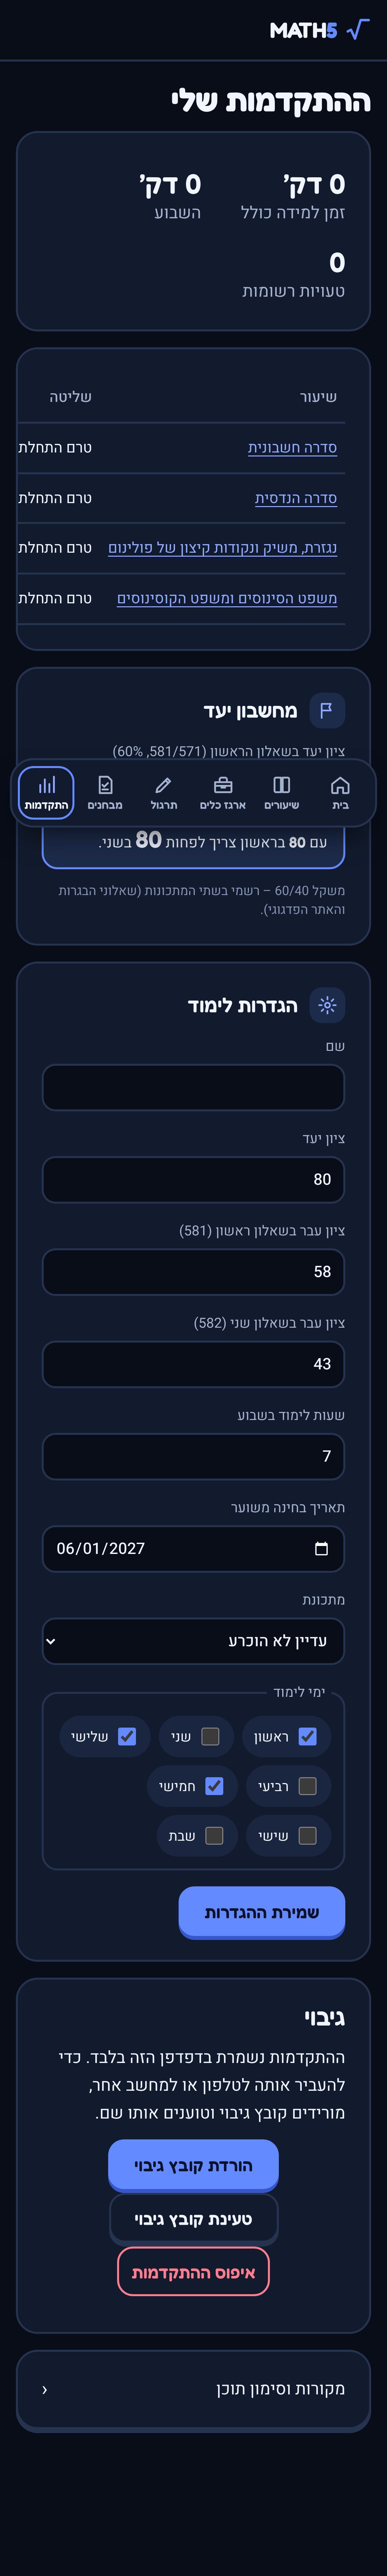 MATH5
ההתקדמות שלי
0 דק׳
זמן למידה כולל
0 דק׳
השבוע
0
טעויות רשומות
שיעור שליטה
סדרה חשבונית טרם התחלת
סדרה הנדסית טרם התחלת
נגזרת, משיק ונקודות קיצון של פולינום טרם התחלת
משפט הסינוסים ומשפט הקוסינוסים טרם התחלת
מחשבון יעד
ציון יעד בשאלון הראשון (581/571, 60%)
בית
שיעורים
ארגז כלים
תרגול
מבחנים
התקדמות
עם 80 בראשון צריך לפחות 80 בשני.
משקל 60/40 – רשמי בשתי המתכונות (שאלוני הבגרות
והאתר הפדגוגי).
הגדרות לימוד
שם
ציון יעד
80
ציון עבר בשאלון ראשון (581)
58
ציון עבר בשאלון שני (582)
43
שעות לימוד בשבוע
7
תאריך בחינה משוער
06/01/2027
מתכונת
עדיין לא הוכרע
ימי לימוד
ראשון
שני
שלישי
רביעי
חמישי
שישי
שבת
שמירת ההגדרות
גיבוי
ההתקדמות נשמרת בדפדפן הזה בלבד. כדי
להעביר אותה לטלפון או למחשב אחר,
מורידים קובץ גיבוי וטוענים אותו שם.
הורדת קובץ גיבוי
טעינת קובץ גיבוי
איפוס ההתקדמות
מקורות וסימון תוכן